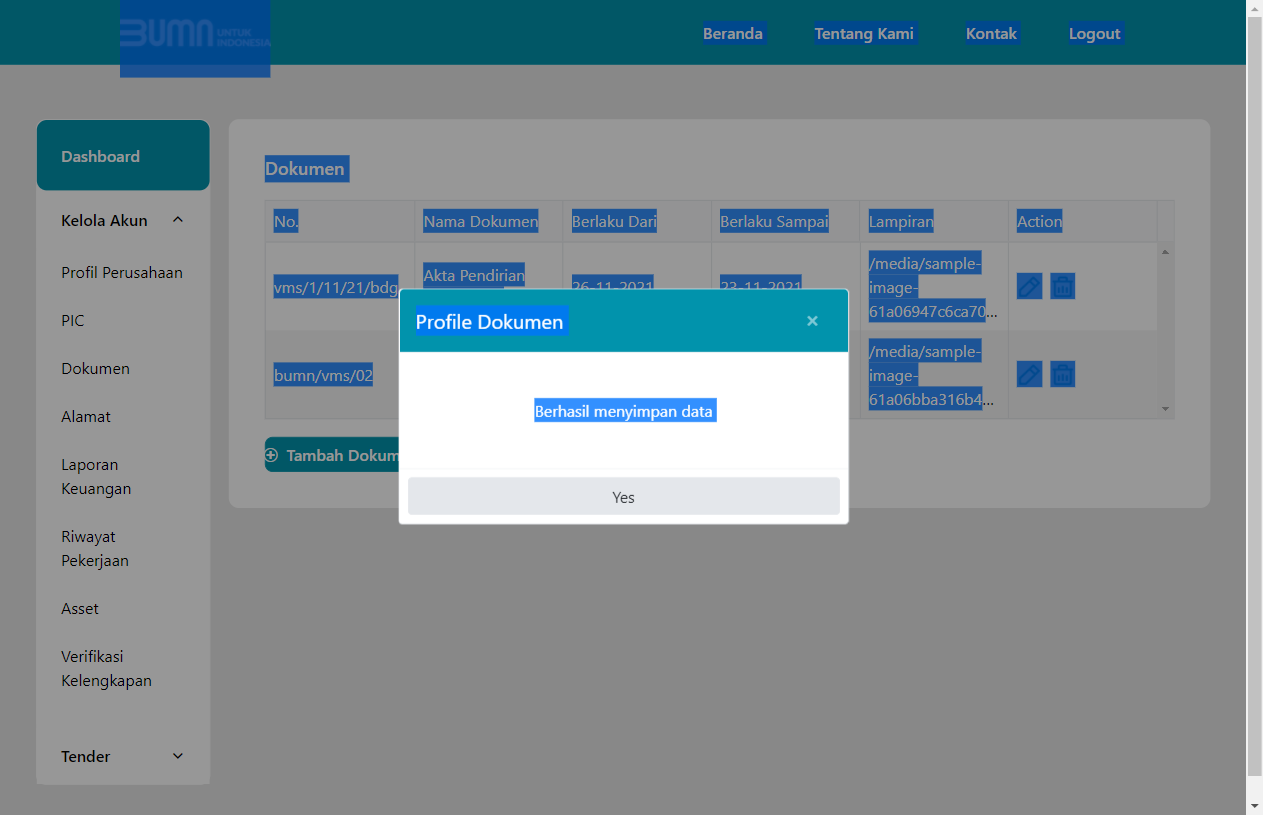 BUMN UNTUK INDONESIA
Beranda
Tentang Kami
Kontak
Logout
Dashboard
Kelola Akun
Profil Perusahaan
PIC
Dokumen
Alamat
Laporan
Keuangan
Riwayat
Pekerjaan
Asset
Verifikasi
Kelengkapan
Tender
Dokumen
No.
Nama Dokumen
Berlaku Dari
Berlaku Sampai
Lampiran
Action
vms/1/11/21/bdg
Akta Pendirian
26-11-2021
23-11-2021
/media/sample-
image-
61a06947c6ca70...
bumn/vms/02
/media/sample-
image-
61a06bba316b4...
Tambah Dokum
Profile Dokumen
×
Berhasil menyimpan data
Yes